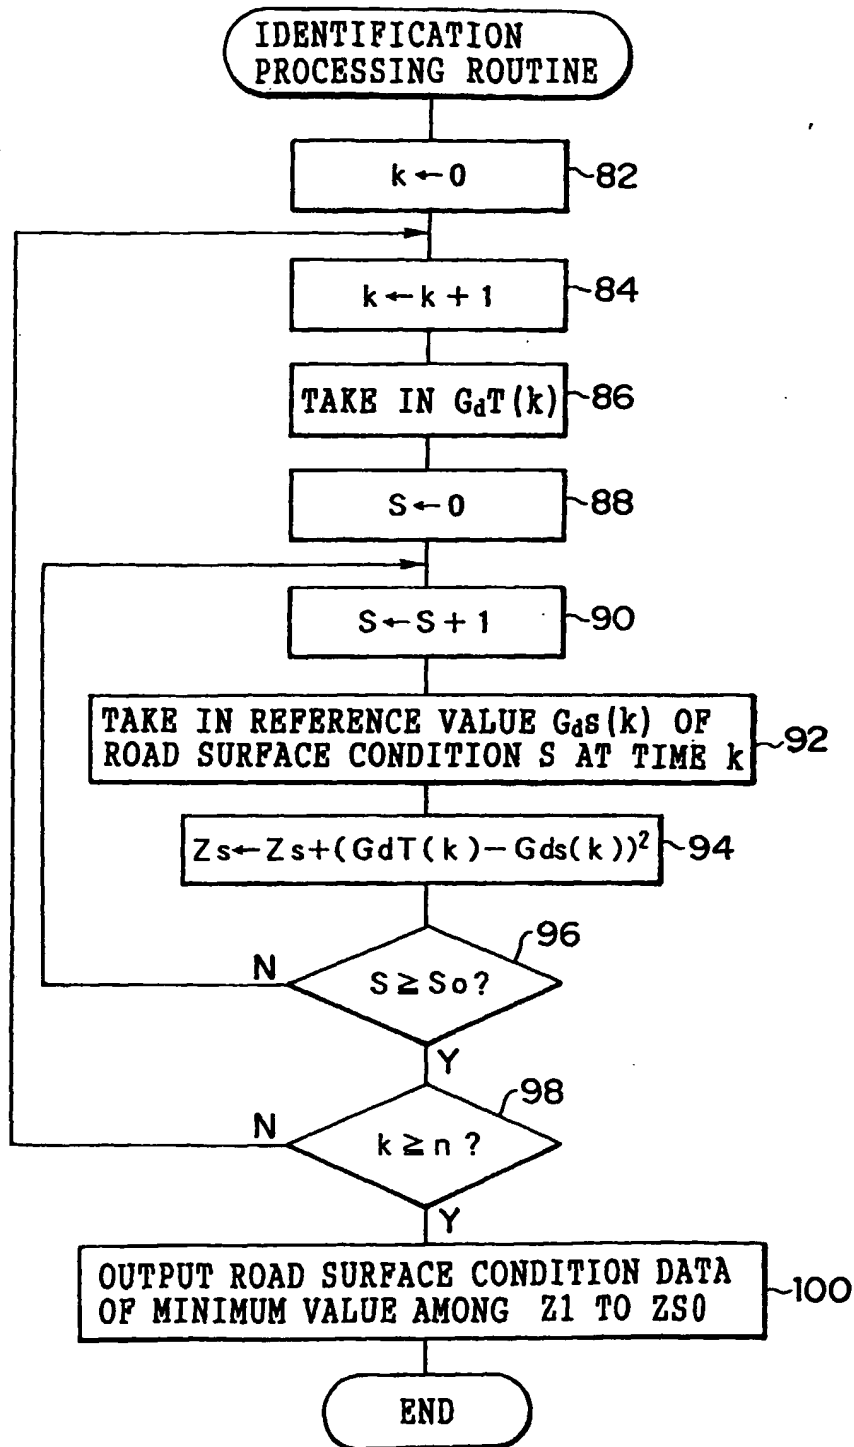 IDENTIFICATION
PROCESSING ROUTINE
k←0
82
k←k+1
84
TAKE IN GdT(k)
86
S←0
88
S←S+1
90
TAKE IN REFERENCE VALUE Gds(k) OF
ROAD SURFACE CONDITION S AT TIME k
92
Zs←Zs+(GdT(k)-Gds(k))²
94
96
N
S≧So?
Y
98
N
k≧n?
Y
OUTPUT ROAD SURFACE CONDITION DATA
OF MINIMUM VALUE AMONG Z1 TO ZS0
100
END